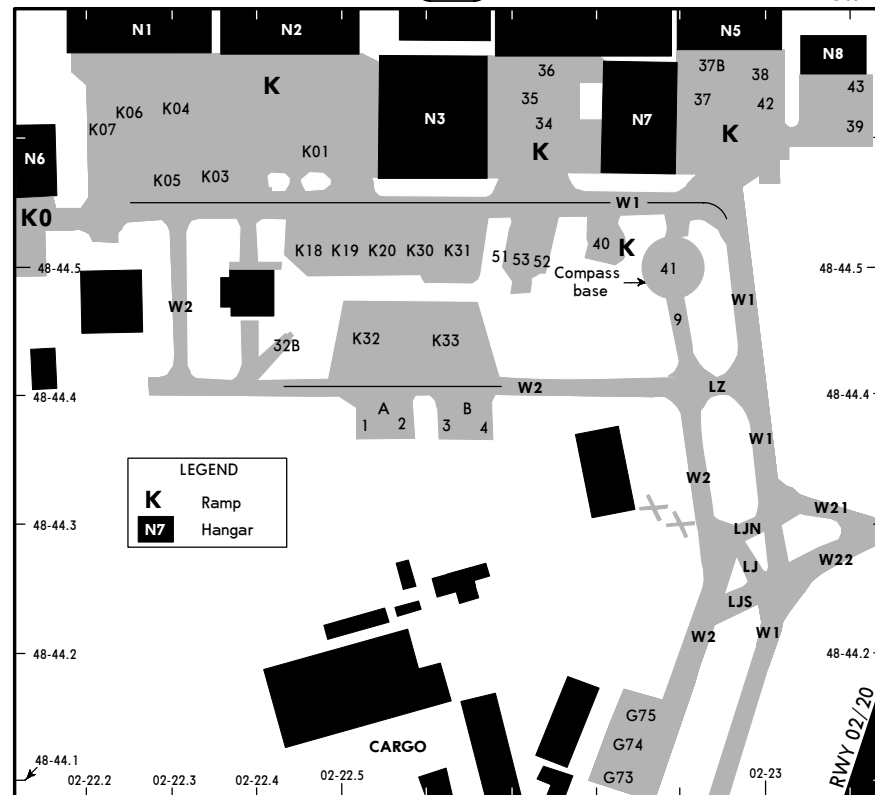 N1 N2 N5
N8
36 37B 38
K 43
35 37 42
K06 K04
K07 34 N3 N7 39
K K
N6 K01
K05 K03
K0 W1
K18 K19 K20 K30 K31 51 53 52 40 K
48-44.5 41 48-44.5
Compass
base
W2 W1
9
32B K32 K33
48-44.4 W2 LZ 48-44.4
A B
1 2 3 4
W1
LEGEND
K Ramp
N7 Hangar
W2
W21
48-44.3 LJN 48-44.3
LJ W22
LJS
W2 W1
48-44.2 48-44.2
G75
CARGO G74
G73
RWY 02/20
48-44.1
02-22.2 02-22.3 02-22.4 02-22.5 02-23